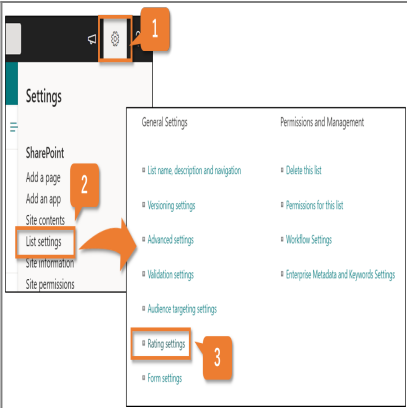 1
Settings
SharePoint
Add a page
Add an app
2
Site contents
List settings
Site information
Site permissions
General Settings
List name, description and navigation
Versioning settings
Advanced settings
Validation settings
Audience targeting settings
Rating settings
3
Form settings
Permissions and Management
Delete this list
Permissions for this list
Workflow Settings
Enterprise Metadata and Keywords Settings